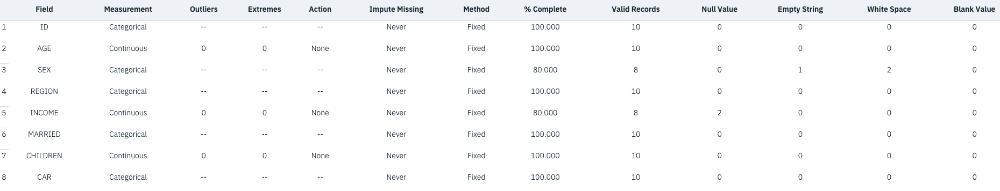 Field Measurement Outliers Extremes Action Impute Missing Method % Complete Valid Records Null Value Empty String White Space Blank Value
1 ID Categorical -- -- -- Never Fixed 100.000 10 0 0 0 0
2 AGE Continuous 0 0 None Never Fixed 100.000 10 0 0 0 0
3 SEX Categorical -- -- -- Never Fixed 80.000 8 0 1 2 0
4 REGION Categorical -- -- -- Never Fixed 100.000 10 0 0 0 0
5 INCOME Continuous 0 0 None Never Fixed 80.000 8 2 0 0 0
6 MARRIED Categorical -- -- -- Never Fixed 100.000 10 0 0 0 0
7 CHILDREN Continuous 0 0 None Never Fixed 100.000 10 0 0 0 0
8 CAR Categorical -- -- -- Never Fixed 100.000 10 0 0 0 0